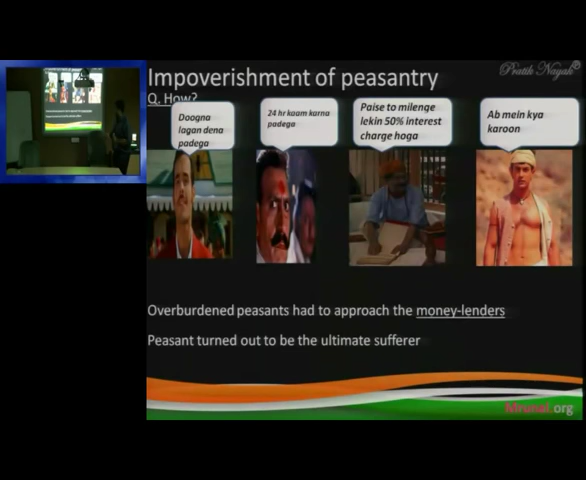 Impoverishment of peasantry
Pratik Nayak
Q. How?
Doogna
lagan dena
padega
24 hr kaam karna
padega
Paise to milenge
lekin 50% interest
charge hoga
Ab mein kya
karoon
Overburdened peasants had to approach the money-lenders
Peasant turned out to be the ultimate sufferer
Mrunal.org